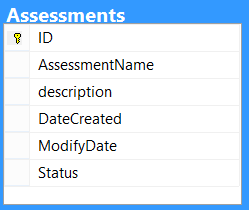 Assessments
ID
AssessmentName
description
DateCreated
ModifyDate
Status